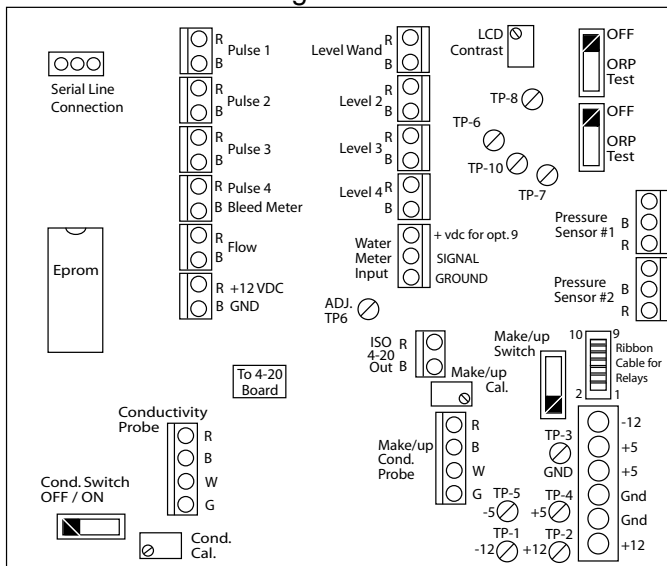 Serial Line
Connection
R
Pulse 1
B
R
Pulse 2
B
R
Pulse 3
B
R Pulse 4
B Bleed Meter
R
Flow
B
R +12 VDC
B GND
Eprom
To 4-20
Board
Conductivity
Probe
R
B
W
G
Cond. Switch
OFF / ON
Cond.
Cal.
Level Wand
R
B
Level 2
R
B
Level 3
R
B
Level 4
R
B
Water
Meter
Input
+ vdc for opt. 9
SIGNAL
GROUND
ADJ.
TP6
ISO
4-20
Out
R
B
Make/up
Cal.
Make/up
Cond.
Probe
R
B
W
G
LCD
Contrast
TP-8
TP-6
TP-10
TP-7
OFF
ORP
Test
OFF
ORP
Test
Pressure
Sensor #1
B
R
Pressure
Sensor #2
B
R
Make/up
Switch
10
9
Ribbon
Cable for
Relays
2
1
TP-3
GND
TP-5
-5
TP-4
+5
TP-1
-12
TP-2
+12
-12
+5
+5
Gnd
Gnd
+12